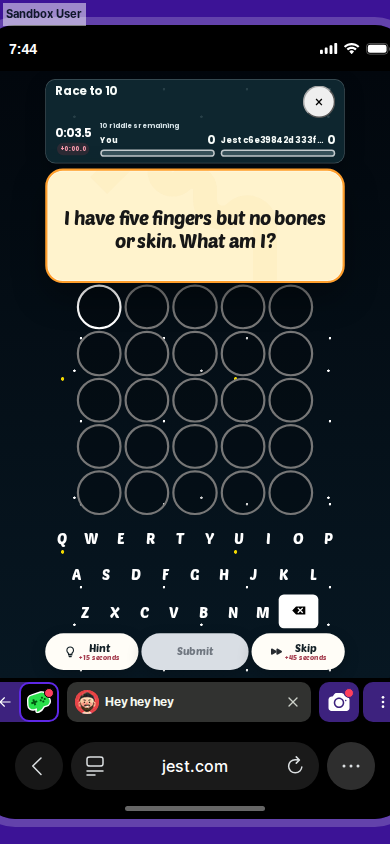 Sandbox User
7:44
Race to 10
×
10 riddles remaining
0:03.5
+0:00.0
You 0
Jest c6e39842d333f... 0
I have five fingers but no bones
or skin. What am I?
Q W E R T Y U I O P
A S D F G H J K L
Z X C V B N M
Hint
+15 seconds
Submit
Skip
+45 seconds
Hey hey hey
jest.com